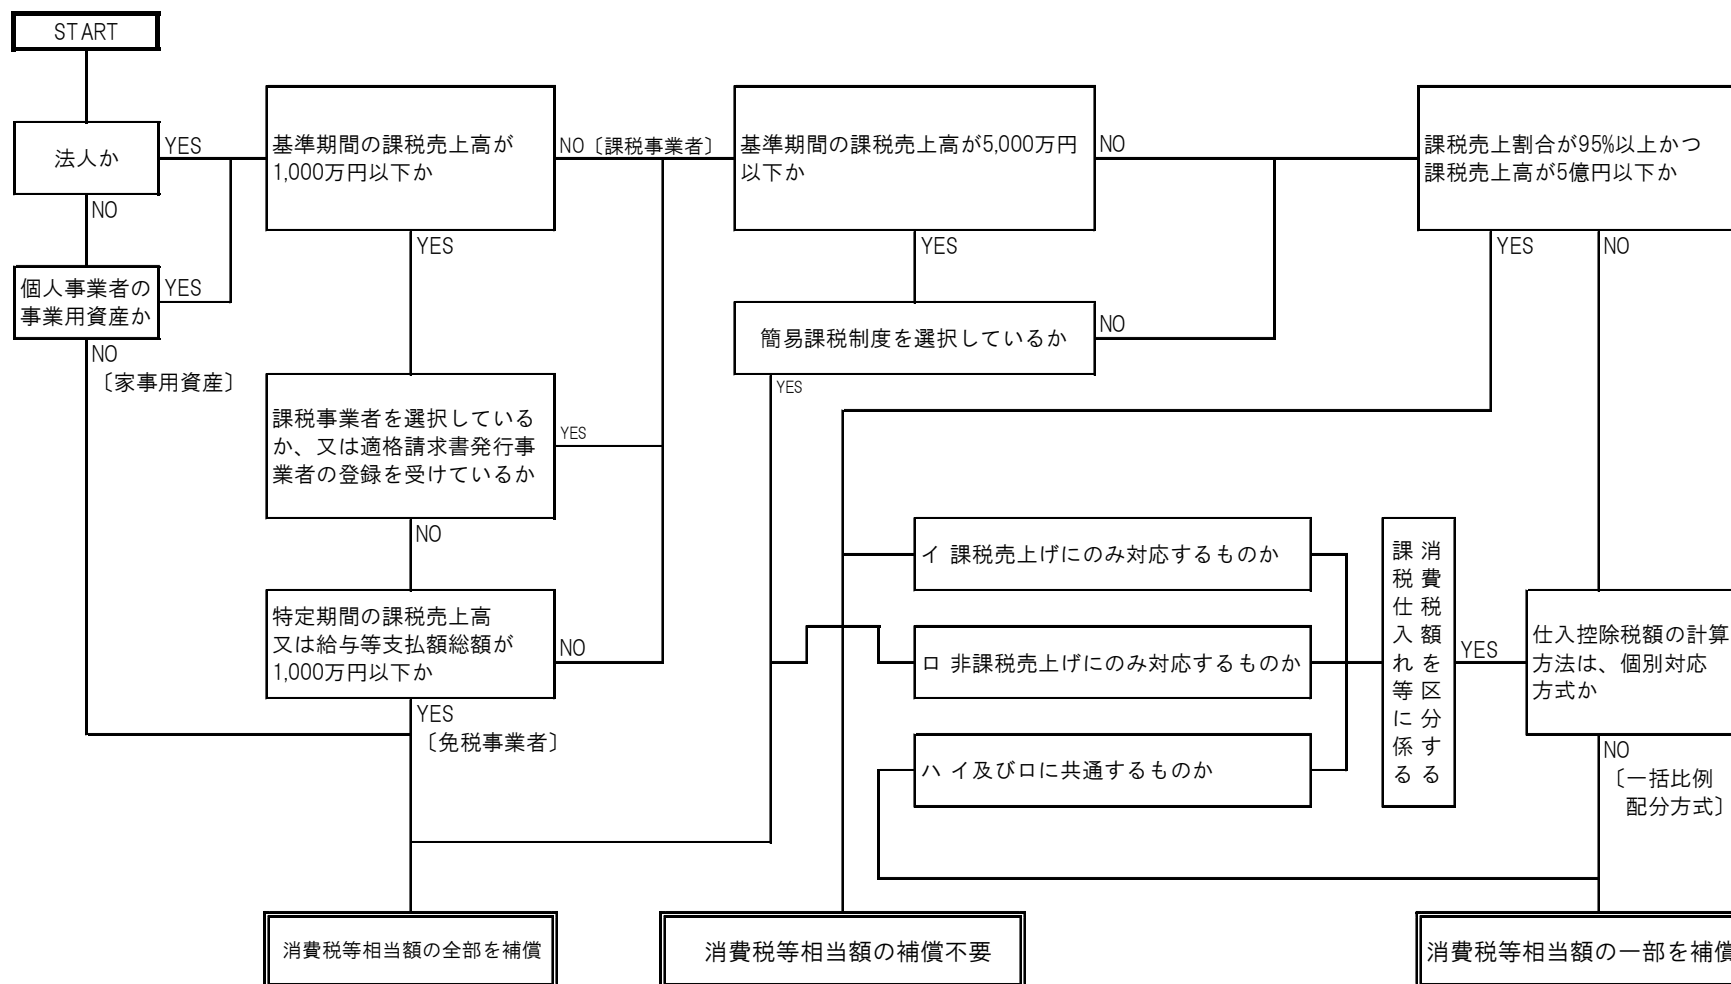 START
法人か
YES
NO
個人事業者の
事業用資産か
YES
NO
〔家事用資産〕
基準期間の課税売上高が
1,000万円以下か
NO〔課税事業者〕
YES
課税事業者を選択している
か、又は適格請求書発行事
業者の登録を受けているか
YES
NO
特定期間の課税売上高
又は給与等支払額総額が
1,000万円以下か
NO
YES
〔免税事業者〕
基準期間の課税売上高が5,000万円
以下か
NO
YES
簡易課税制度を選択しているか
NO
YES
課税売上割合が95%以上かつ
課税売上高が5億円以下か
YES
NO
イ 課税売上げにのみ対応するものか
ロ 非課税売上げにのみ対応するものか
ハ イ及びロに共通するものか
課税仕入れ等に係る
消費税額を区分する
YES
仕入控除税額の計算
方法は、個別対応
方式か
NO
〔一括比例
配分方式〕
消費税等相当額の全部を補償
消費税等相当額の補償不要
消費税等相当額の一部を補償